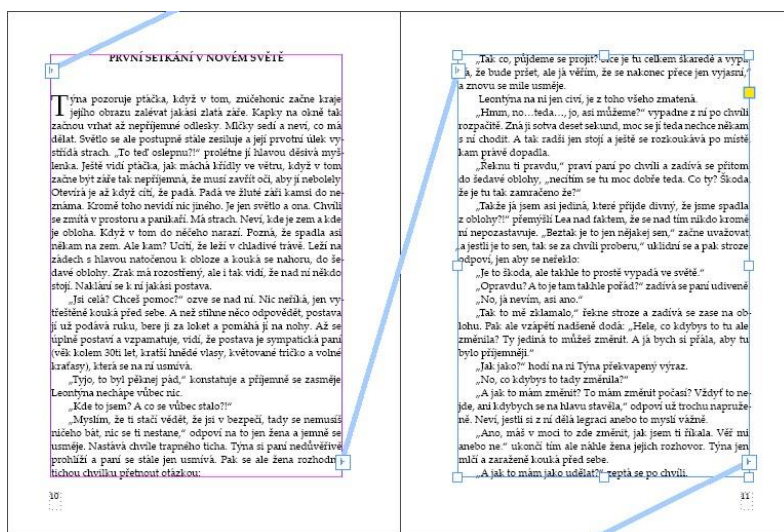 PRVNÍ SETKÁNÍ V NOVÉM SVĚTĚ
Týna pozoruje ptáčka, když v tom, zničehonic začne kraje
jejího obrazu zalévat jakási zlatá záře. Kapky na okně tak
začnou vrhat až nepříjemné odlesky. Mlčky sedí a neví, co má
dělat. Světlo se ale postupně stále zesiluje a její prvotní úlek vy-
střídá strach. „To teď oslepmu?!“ prolétne jí hlavou děsivá myš-
lenka. Ještě vidí ptáčka, jak máchá křídly ve větru, když v tom
začne být záře tak nepříjemná, že musí zavřít oči, aby jí nebolely
Otevírá je až když cítí, že padá. Padá ve žluté záři kamsi do ne-
známa. Kromě toho nevidí nic jiného. Je jen světlo a ona. Chvíli
se zmítá v prostoru a panikaří. Má strach. Neví, kde je zem a kde
je obloha. Když v tom do něčeho narazí. Pozná, že spadla asi
někam na zem. Ale kam? Ucítí, že leží v chladivé trávě. Leží na
zádech s hlavou natočenou k obloze a kouká se nahoru, do še-
davé oblohy. Zrak má rozostřený, ale i tak vidí, že nad ní někdo
stojí. Naklání se k ní jakási postava.
„Jsi celá? Chceš pomoc?“ ozve se nad ní. Nic neříká, jen vy-
třeštěně kouká před sebe. A než stihne něco odpovědět, postava
jí už podává ruku, bere ji za loket a pomáhá jí na nohy. Až se
úplně postaví a vzpamatuje, vidí, že postava je sympatická paní
(věk kolem 30ti let, kratší hnědé vlasy, květované tričko a volné
kraťasy), která se na ní usmívá.
„Tyjo, to byl pěknej pád,“ konstatuje a příjemně se zasměje
Leontýna nechápe vůbec nic.
„Kde to jsem? A co se vůbec stalo?!“
„Myslím, že ti stačí vědět, že jsi v bezpečí, tady se nemusíš
ničeho bát, nic se ti nestane,“ odpoví na to jen žena a jemně se
usměje. Nastává chvíle trapného ticha. Týna si paní nedůvěřivě
prohlíží a paní se stále jen usmívá. Pak se ale žena rozhodne
tichou chvilku přetnout otázkou:
10
„Tak co, půjdeme se projít? Sice je tu celkem škaredě a vypa-
dá, že bude pršet, ale já věřím, že se nakonec přece jen vyjasní,“
a znovu se mile usměje.
Leontýna na ni jen civí, je z toho všeho zmatená.
„Hmm, no…teda…, jo, asi můžeme?“ vypadne z ní po chvíli
rozpačitě. Zná ji sotva deset sekund, moc se jí teda nechce někam
s ní chodit. A tak radši jen stojí a ještě se rozkoukává po místě
kam právě dopadla.
„Řeknu ti pravdu,“ praví paní po chvíli a zadívá se přitom
do šedavé oblohy, „necítím se tu moc dobře teda. Co ty? Škoda
že je tu tak zamračeno že?“
„Takže já jsem asi jediná, které přijde divný, že jsme spadla
z oblohy?!“ přemýšlí Lea nad faktem, že se nad tím nikdo kromě
ní nepozastavuje. „Beztak je to jen nějakej sen,“ začne uvažovat
„a jestli je to sen, tak se za chvíli proberu,“ uklidní se a pak stroze
odpoví, jen aby se neřeklo:
„Je to škoda, ale takhle to prostě vypadá ve světě.“
„Opravdu? A to je tam takhle pořád?“ zadívá se paní udiveně
„No, já nevím, asi ano.“
„Tak to mě zklamalo,“ řekne stroze a zadívá se zase na ob-
lohu. Pak ale vzápětí nadšeně dodá: „Hele, co kdybys to tu ale
změnila? Ty jediná to můžeš změnit. A já bych si přála, aby tu
bylo příjemněji.“
„Jak jako?“ hodí na ni Týna překvapený výraz.
„No, co kdybys to tady změnila?“
„A jak to mám změnit? To mám změnit počasí? Vždyť to ne-
jde, ani kdybych se na hlavu stavěla,“ odpoví už trochu napruže-
ně. Neví, jestli si z ní dělá legraci anebo to myslí vážně.
„Ano, máš v moci to zde změnit, jak jsem ti říkala. Věř mi
anebo ne.“ ukončí tím ale náhle žena jejich rozhovor. Týna jen
mlčí a zaraženě kouká před sebe.
„A jak to mám jako udělat?“ zeptá se po chvíli.
11